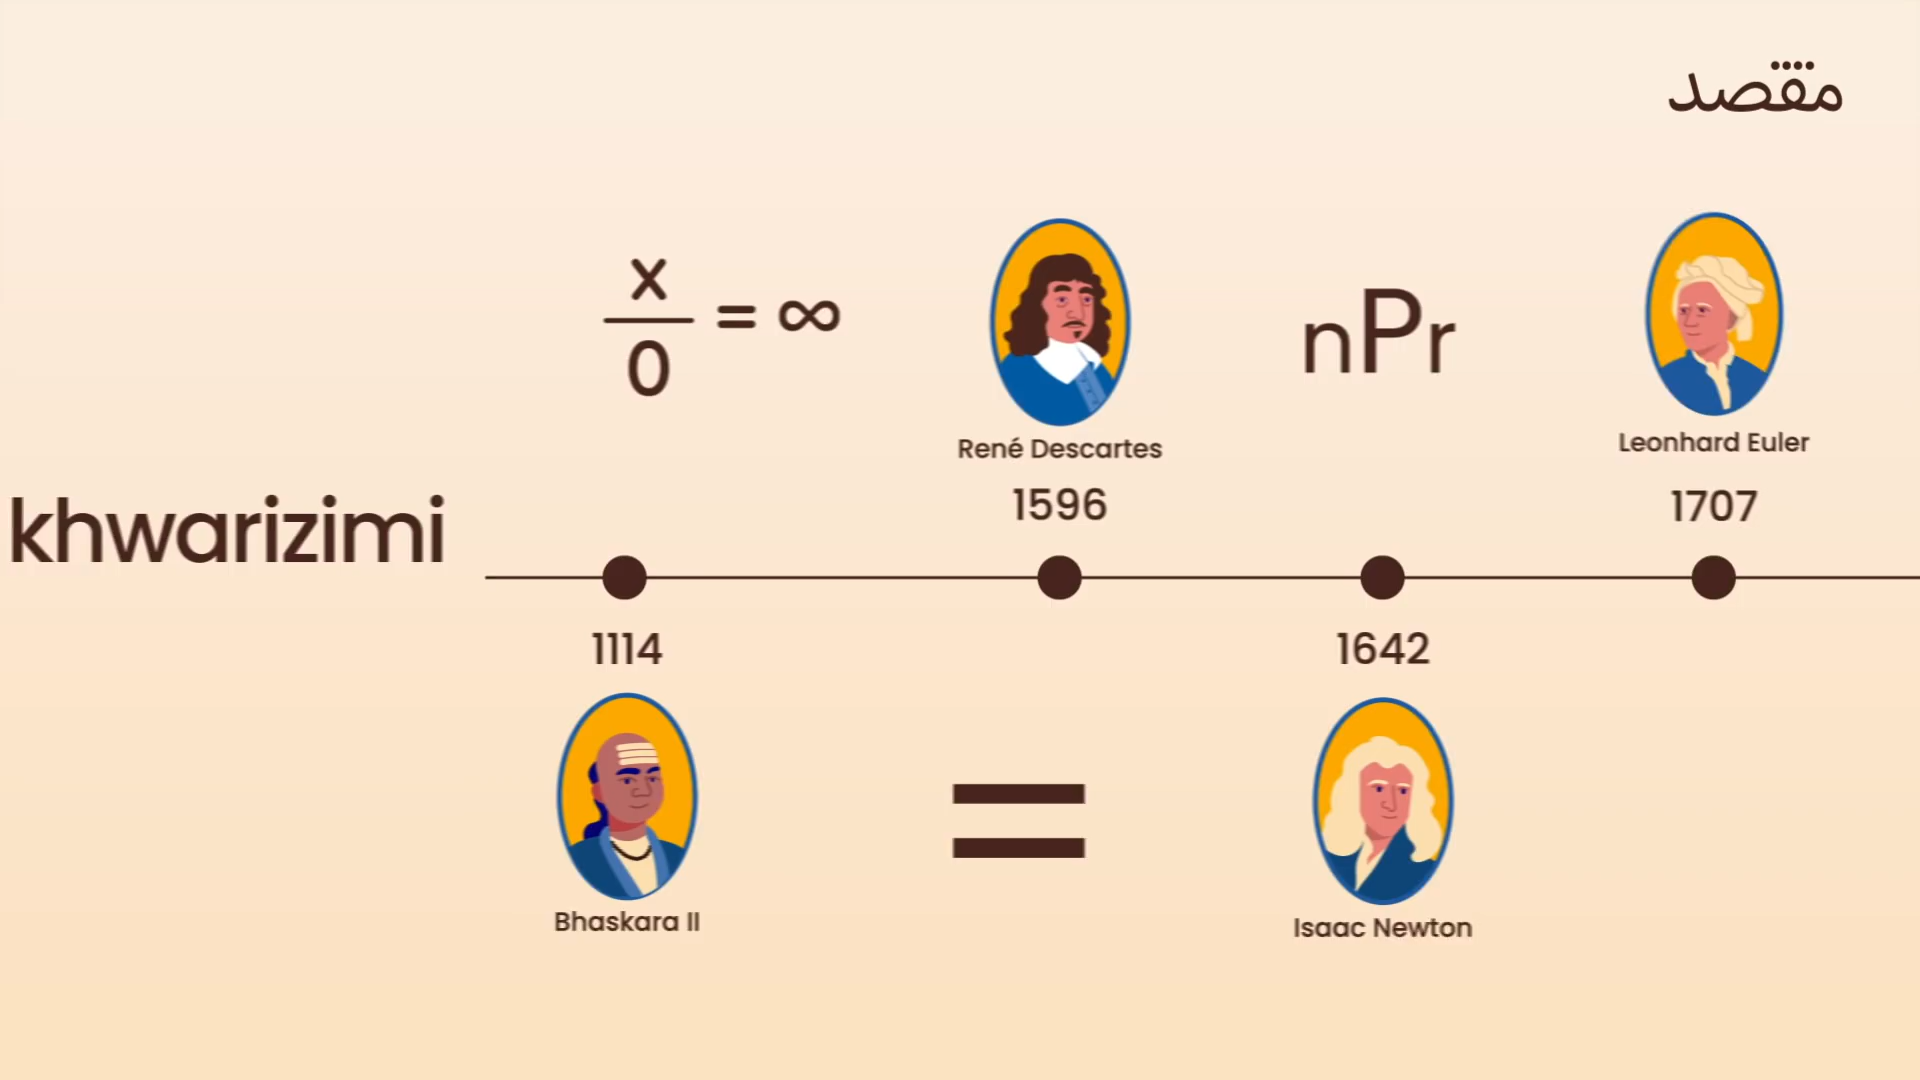 مقصد
x
0
= ∞
René Descartes
1596
nPr
Leonhard Euler
1707
khwarizimi
1114
Bhaskara II
=
1642
Isaac Newton